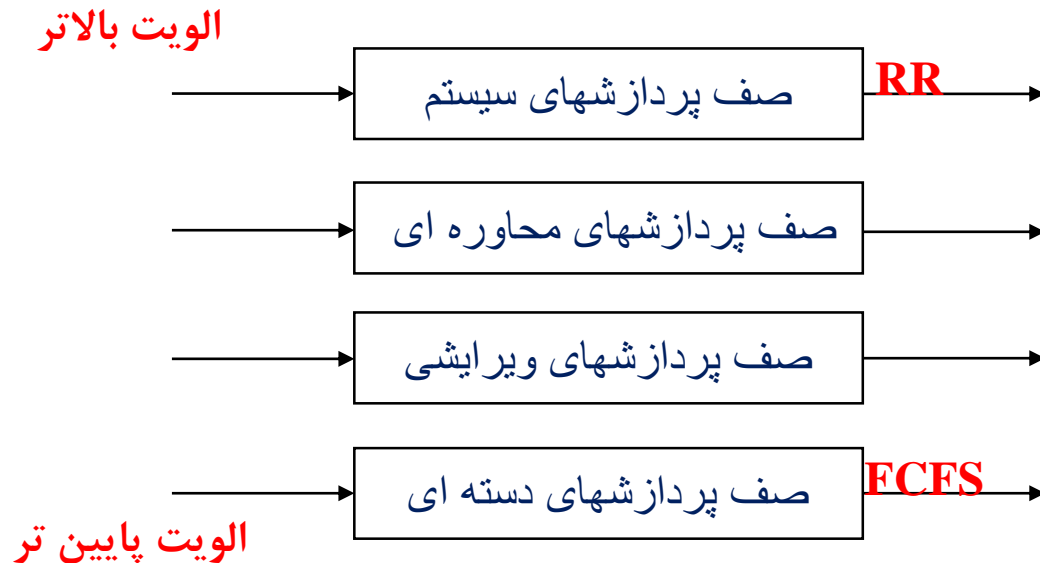 الویت بالاتر
صف پردازشهای سیستم
RR
صف پردازشهای محاوره ای
صف پردازشهای ویرایشی
صف پردازشهای دسته ای
FCFS
الویت پایین تر